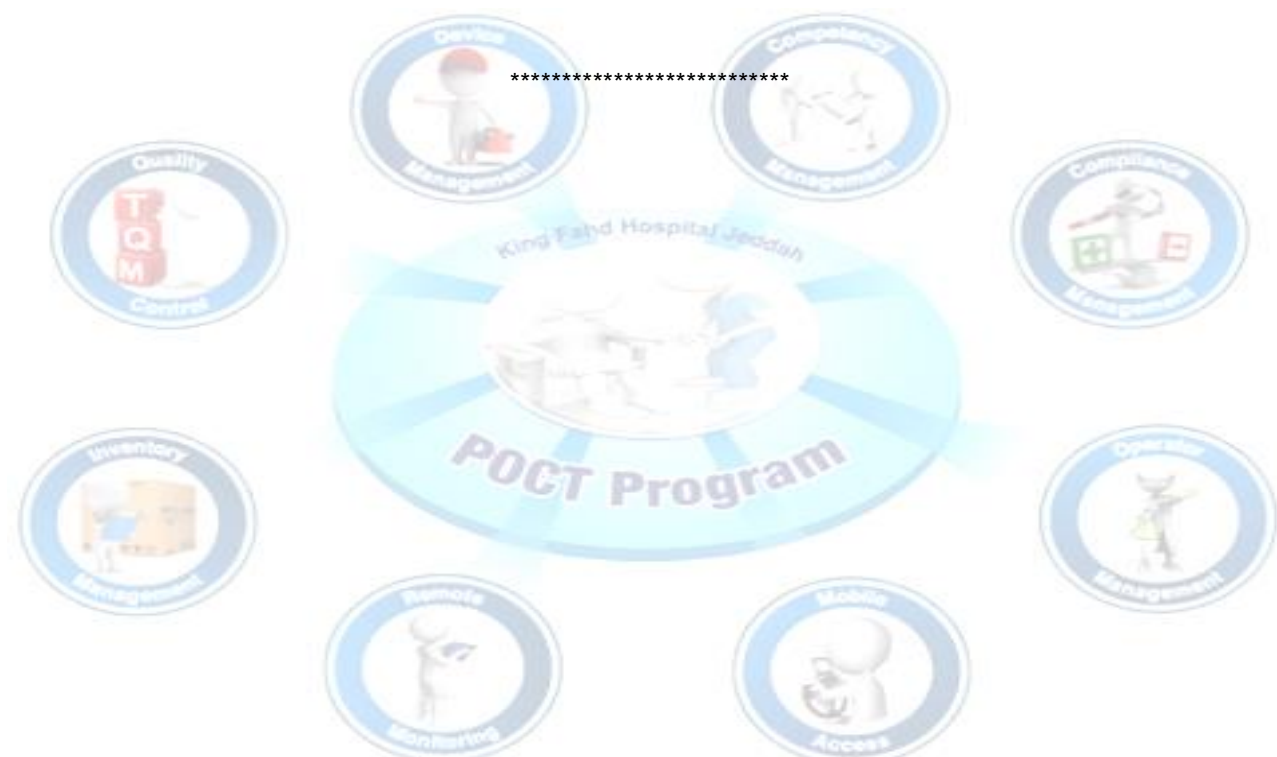 ***************************
Device
Management
Competency
Management
Quality
TQM
Control
Compliance
Management
King Fahd Hospital Jeddah
POCT Program
Inventory
Management
Operator
Management
Remote
Monitoring
Mobile
Access